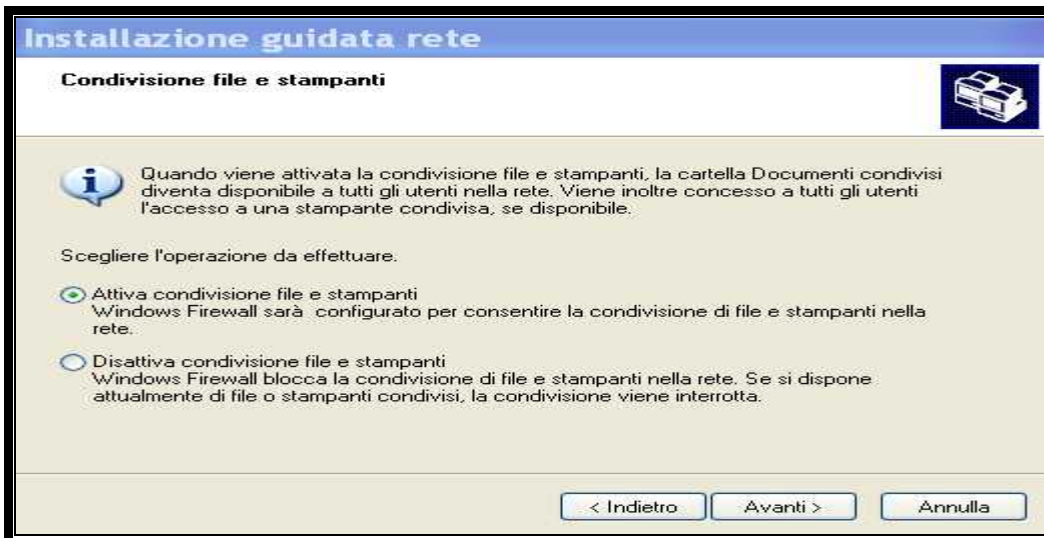 Installazione guidata rete
Condivisione file e stampanti
Quando viene attivata la condivisione file e stampanti, la cartella Documenti condivisi
diventa disponibile a tutti gli utenti nella rete. Viene inoltre concesso a tutti gli utenti
l'accesso a una stampante condivisa, se disponibile.
Scegliere l'operazione da effettuare.
Attiva condivisione file e stampanti
Windows Firewall sarà configurato per consentire la condivisione di file e stampanti nella
rete.
Disattiva condivisione file e stampanti
Windows Firewall blocca la condivisione di file e stampanti nella rete. Se si dispone
attualmente di file o stampanti condivisi, la condivisione viene interrotta.
< Indietro Avanti > Annulla